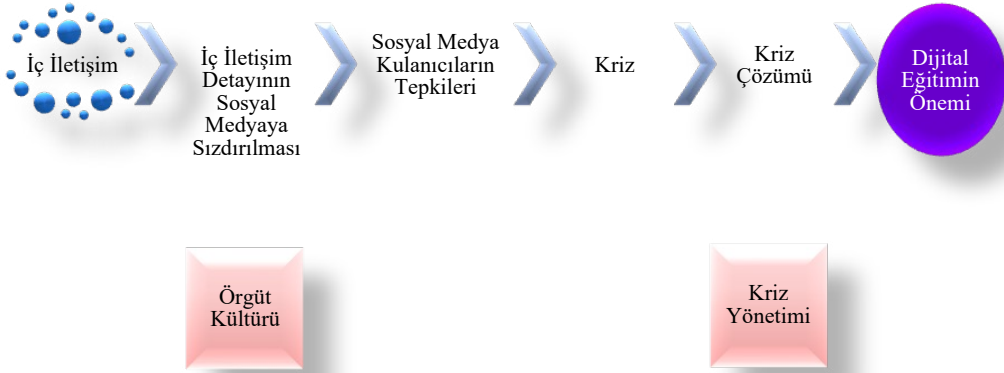 İç İletişim
İç İletişim
Detayının
Sosyal
Medyaya
Sızdırılması
Sosyal Medya
Kulanıcıların
Tepkileri
Kriz
Kriz
Çözümü
Dijital
Eğitimin
Önemi
Örgüt
Kültürü
Kriz
Yönetimi